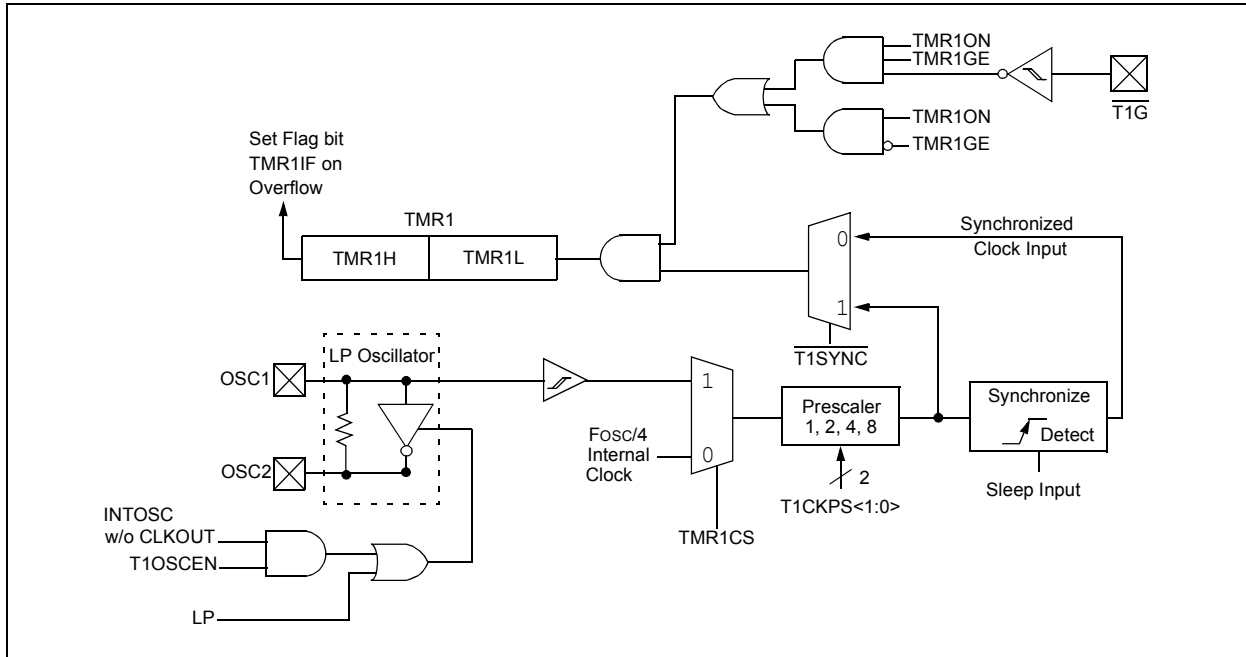 TMR1ON
TMR1GE
T1G
TMR1ON
TMR1GE
Set Flag bit
TMR1IF on
Overflow
TMR1
TMR1H
TMR1L
0
1
T1SYNC
Synchronized
Clock Input
LP Oscillator
OSC1
OSC2
1
0
FOSC/4
Internal
Clock
TMR1CS
Prescaler
1, 2, 4, 8
2
T1CKPS<1:0>
Synchronize
Detect
Sleep Input
INTOSC
w/o CLKOUT
T1OSCEN
LP